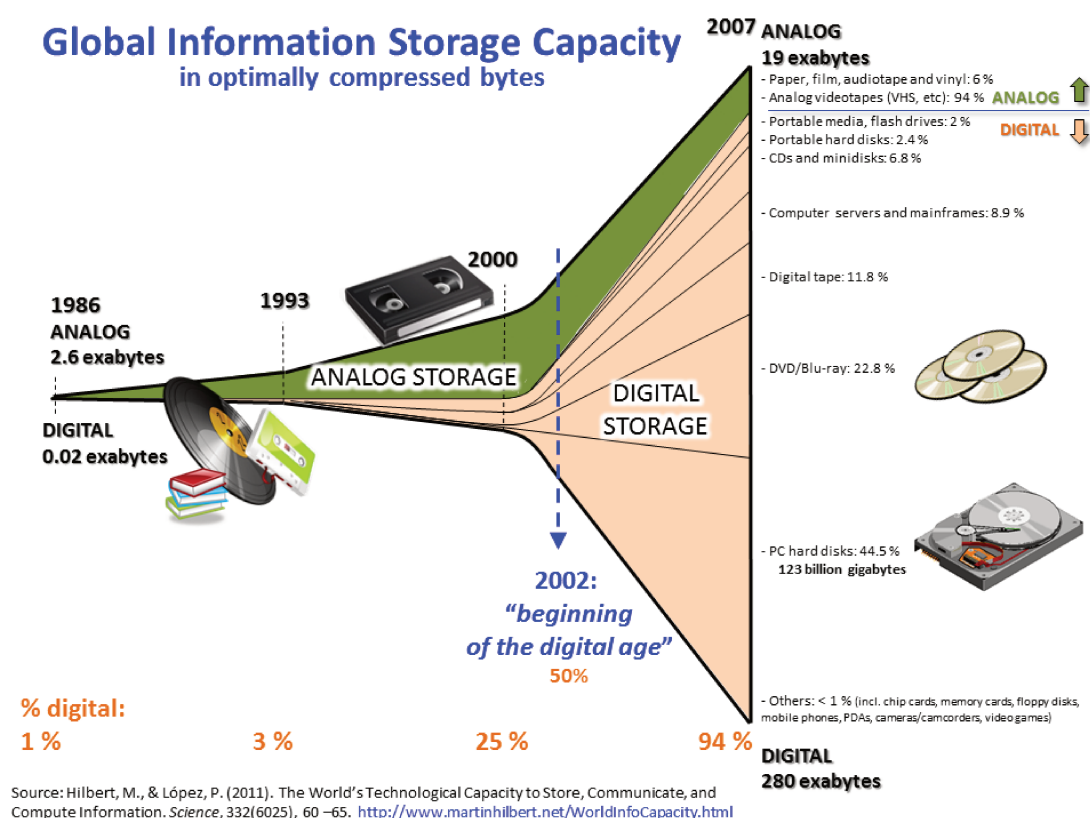 Global Information Storage Capacity
in optimally compressed bytes
2007
ANALOG
19 exabytes
- Paper, film, audiotape and vinyl: 6 %
- Analog videotapes (VHS, etc): 94 %
ANALOG
DIGITAL
- Portable media, flash drives: 2 %
- Portable hard disks: 2.4 %
- CDs and minidisks: 6.8 %
- Computer servers and mainframes: 8.9 %
- Digital tape: 11.8 %
- DVD/Blu-ray: 22.8 %
- PC hard disks: 44.5 %
123 billion gigabytes
- Others: < 1 % (incl. chip cards, memory cards, floppy disks,
mobile phones, PDAs, cameras/camcorders, video games)
DIGITAL
280 exabytes
1986
ANALOG
2.6 exabytes
DIGITAL
0.02 exabytes
1993
2000
ANALOG STORAGE
DIGITAL
STORAGE
2002:
“beginning
of the digital age”
50%
% digital:
1 %
3 %
25 %
94 %
Source: Hilbert, M., & López, P. (2011). The World’s Technological Capacity to Store, Communicate, and
Compute Information. Science, 332(6025), 60 –65. http://www.martinhilbert.net/WorldInfoCapacity.html